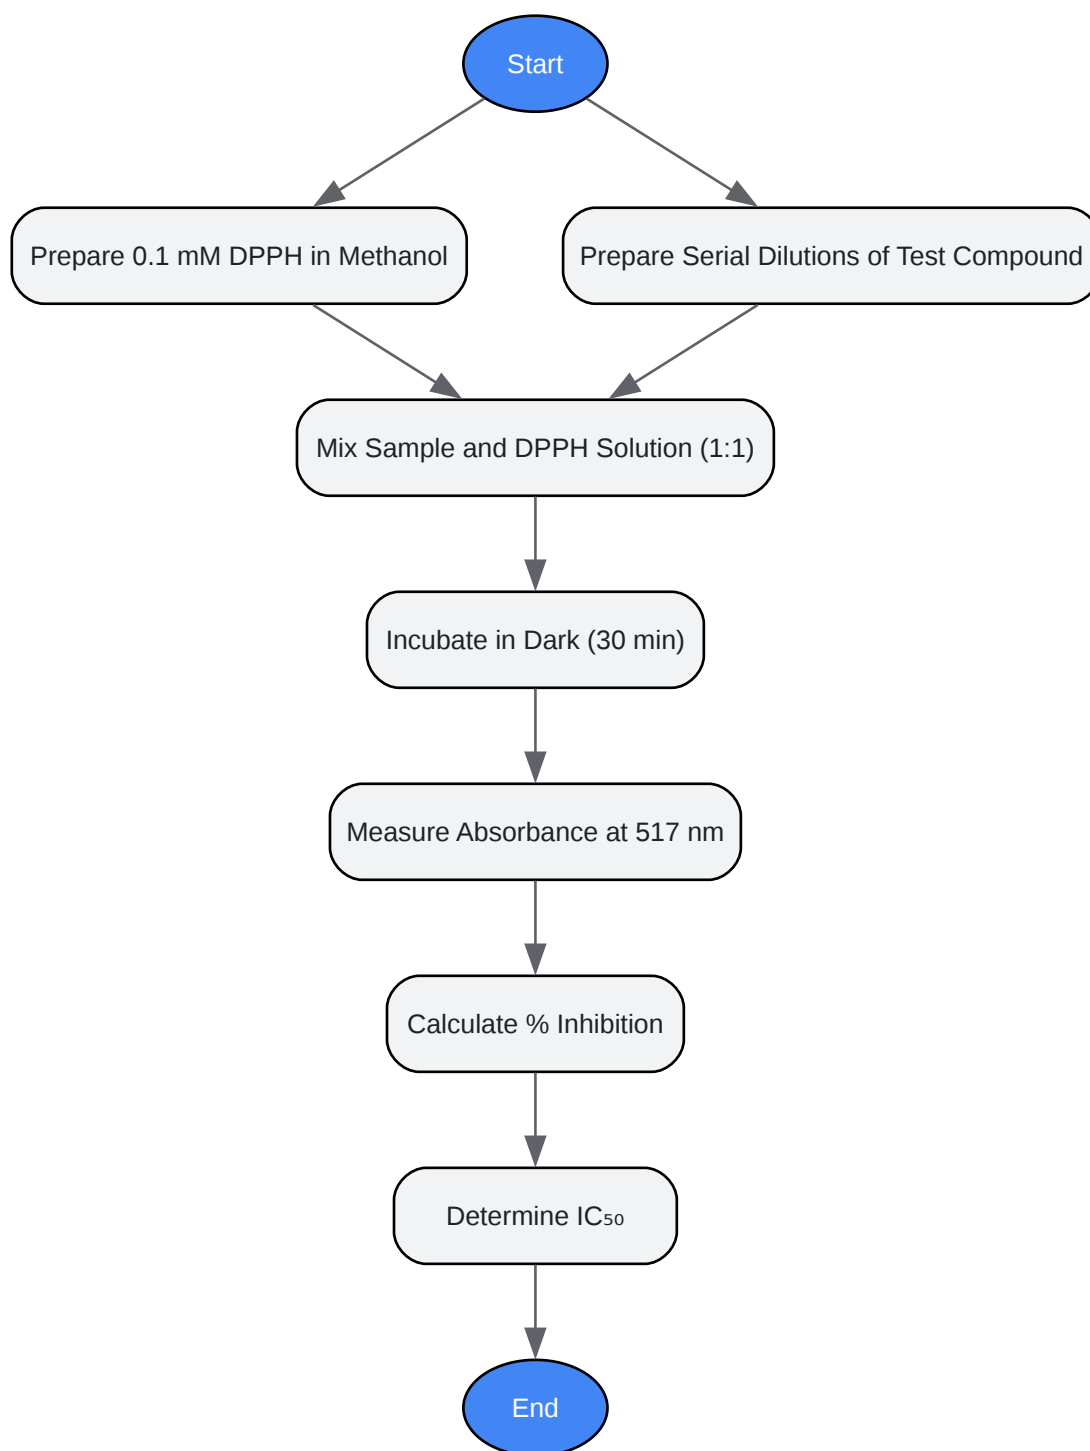 Start
Prepare 0.1 mM DPPH in Methanol
Prepare Serial Dilutions of Test Compound
Mix Sample and DPPH Solution (1:1)
Incubate in Dark (30 min)
Measure Absorbance at 517 nm
Calculate % Inhibition
Determine IC₅₀
End